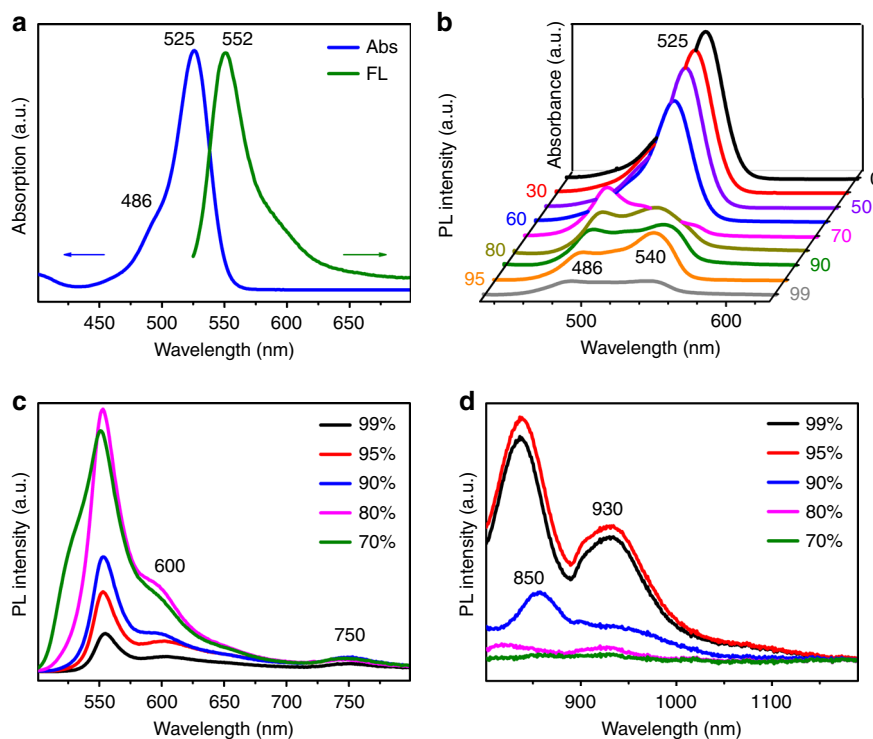 a
525
552
Abs
FL
486
Absorption (a.u.)
450 500 550 600 650
Wavelength (nm)
b
525
Absorbance (a.u.)
PL intensity (a.u.)
0
30
50
60
70
80
90
95
486
540
99
500 600
Wavelength (nm)
c
99%
95%
90%
80%
70%
600
750
PL intensity (a.u.)
550 600 650 700 750
Wavelength (nm)
d
99%
95%
90%
80%
70%
930
850
PL intensity (a.u.)
900 1000 1100
Wavelength (nm)